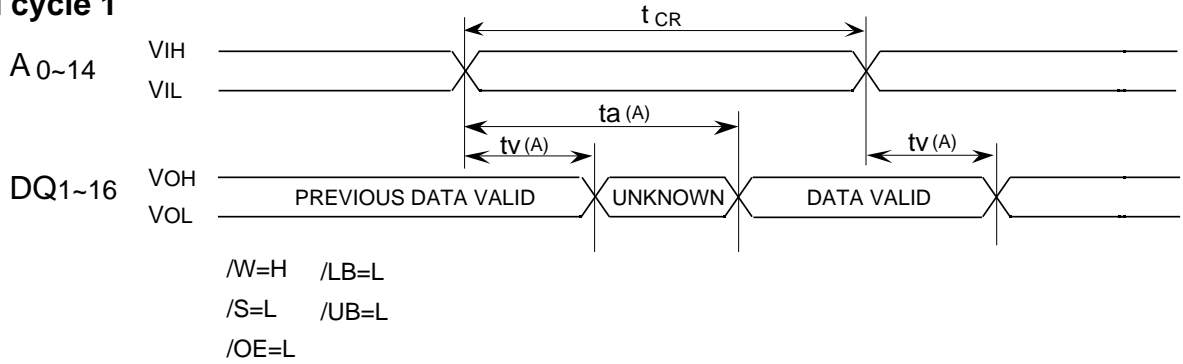 cycle 1
t CR
A 0~14
VIH
VIL
ta (A)
tv (A)
tv (A)
DQ1~16
VOH
VOL
PREVIOUS DATA VALID
UNKNOWN
DATA VALID
/W=H /LB=L
/S=L /UB=L
/OE=L